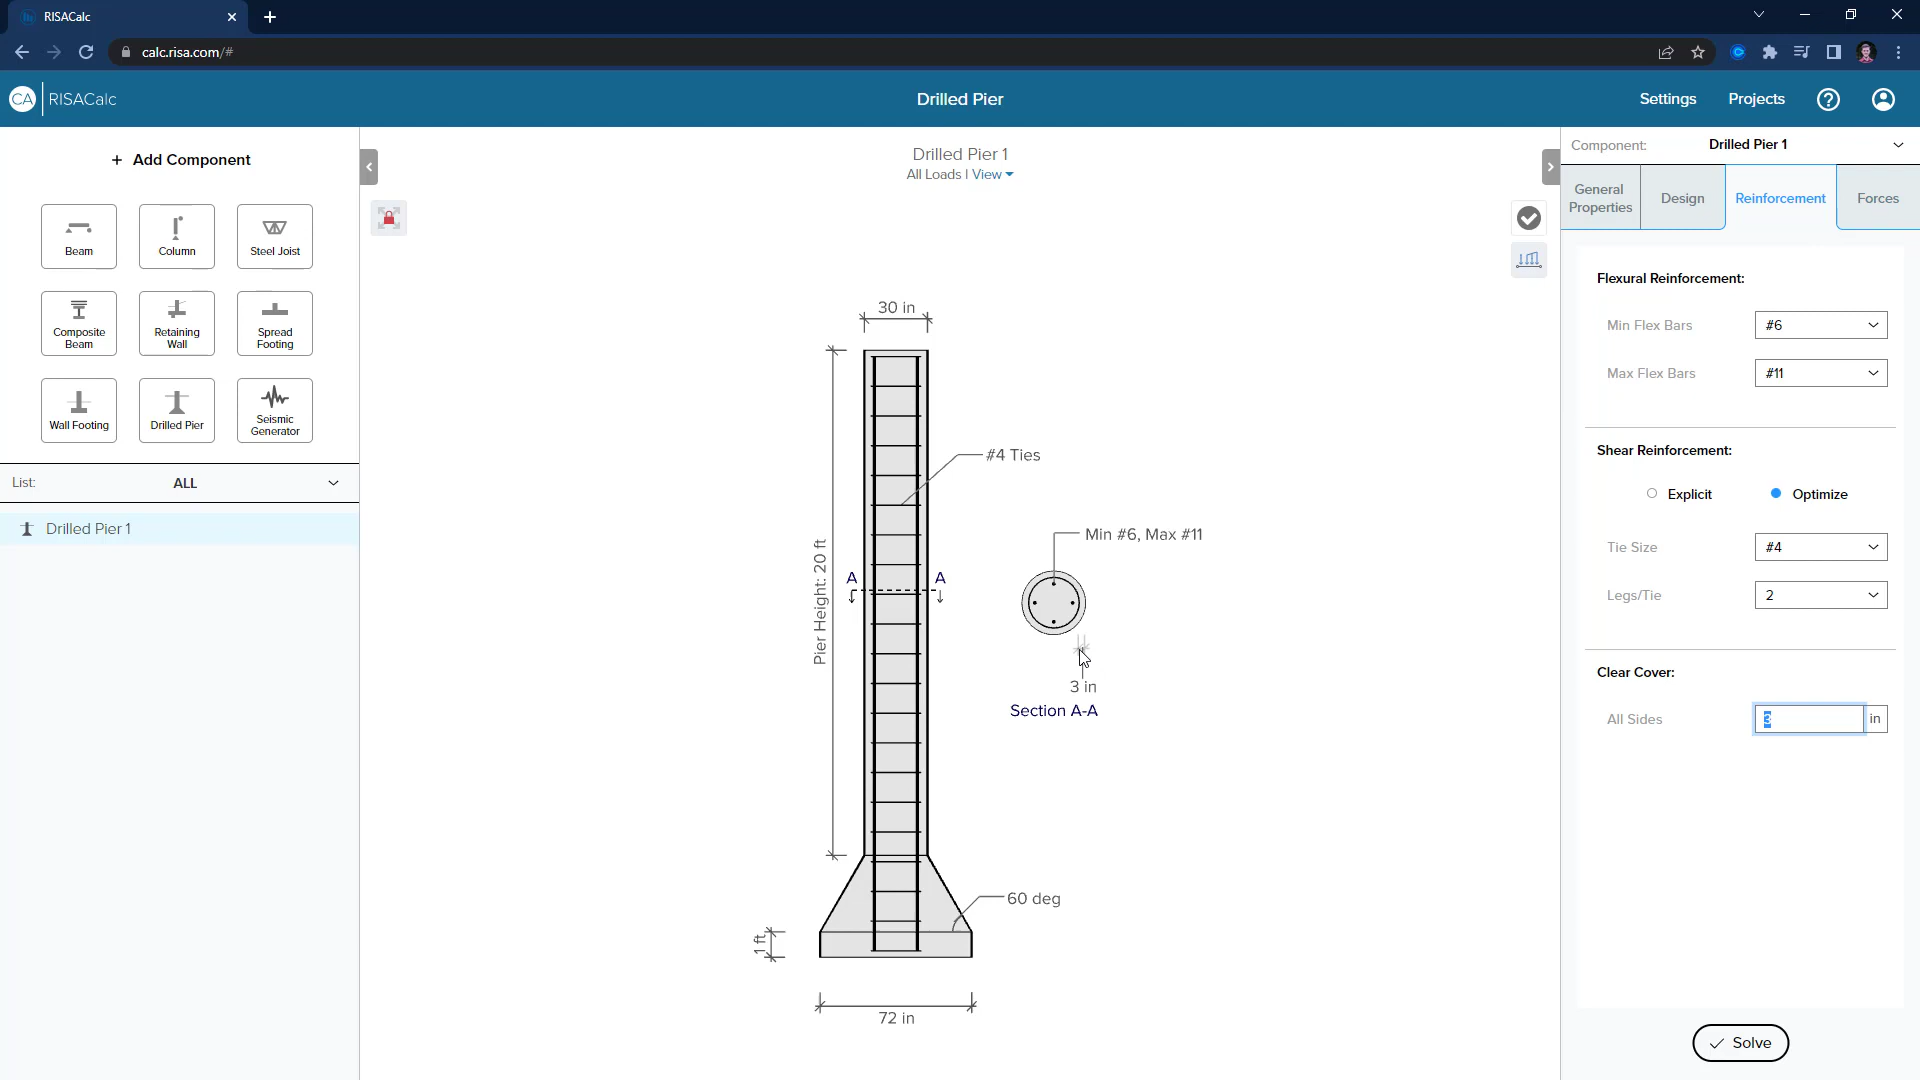 RISACalc
calc.risa.com/#
CA RISACalc
Drilled Pier
Settings
Projects
+ Add Component
Beam
Column
Steel Joist
Composite
Beam
Retaining
Wall
Spread
Footing
Wall Footing
Drilled Pier
Seismic
Generator
List:
ALL
Drilled Pier 1
Drilled Pier 1
All Loads | View
30 in
#4 Ties
Pier Height: 20 ft
A
A
Min #6, Max #11
3 in
Section A-A
60 deg
1 ft
72 in
Component:
Drilled Pier 1
General
Properties
Design
Reinforcement
Forces
Flexural Reinforcement:
Min Flex Bars
#6
Max Flex Bars
#11
Shear Reinforcement:
Explicit
Optimize
Tie Size
#4
Legs/Tie
2
Clear Cover:
All Sides
3
in
Solve